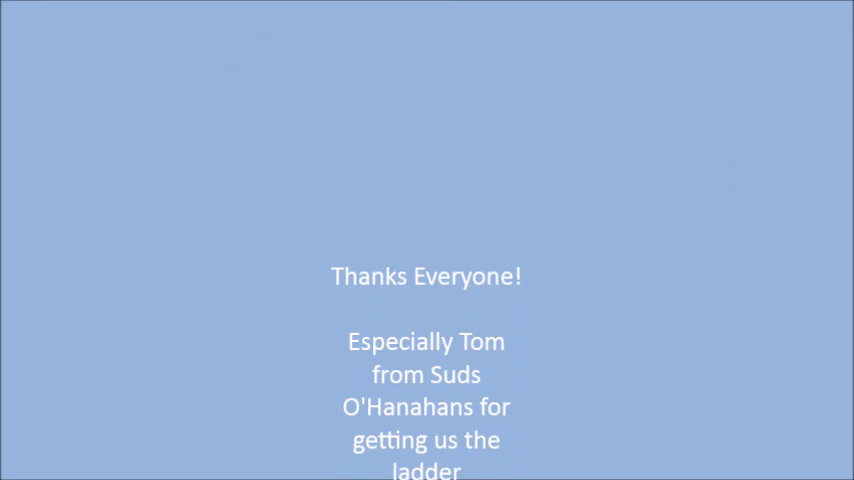 Thanks Everyone!
Especially Tom
from Suds
O'Hanahans for
getting us the
ladder